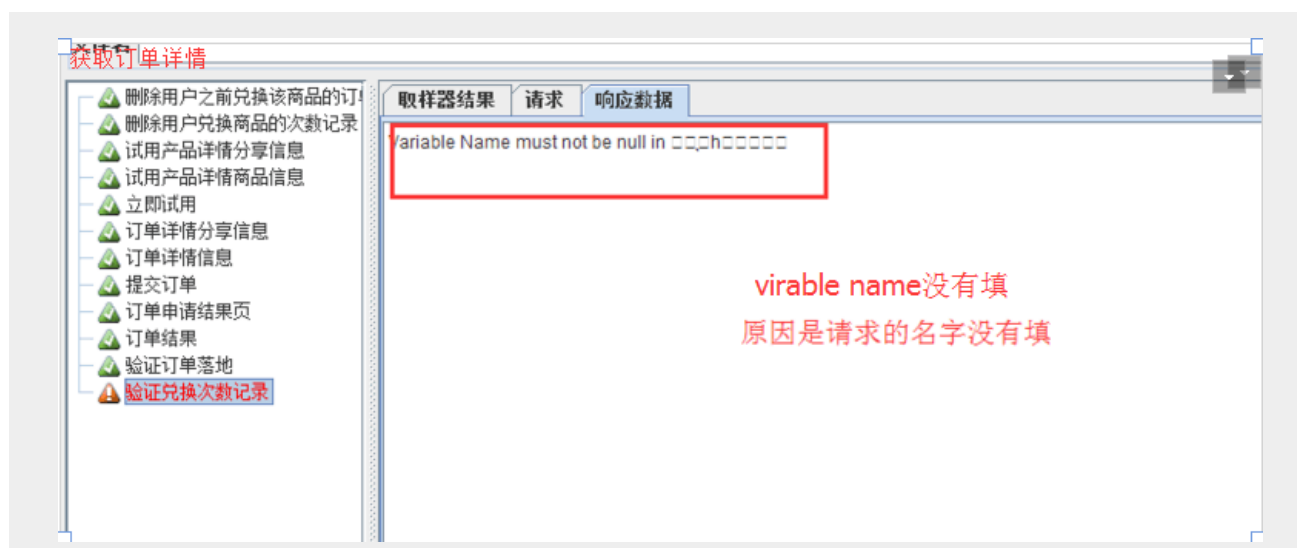 获取订单详情
删除用户之前兑换该商品的订
删除用户兑换商品的次数记录
试用产品详情分享信息
试用产品详情商品信息
立即试用
订单详情分享信息
订单详情信息
提交订单
订单申请结果页
订单结果
验证订单落地
验证兑换次数记录
取样器结果 请求 响应数据
Variable Name must not be null in
virable name没有填
原因是请求的名字没有填